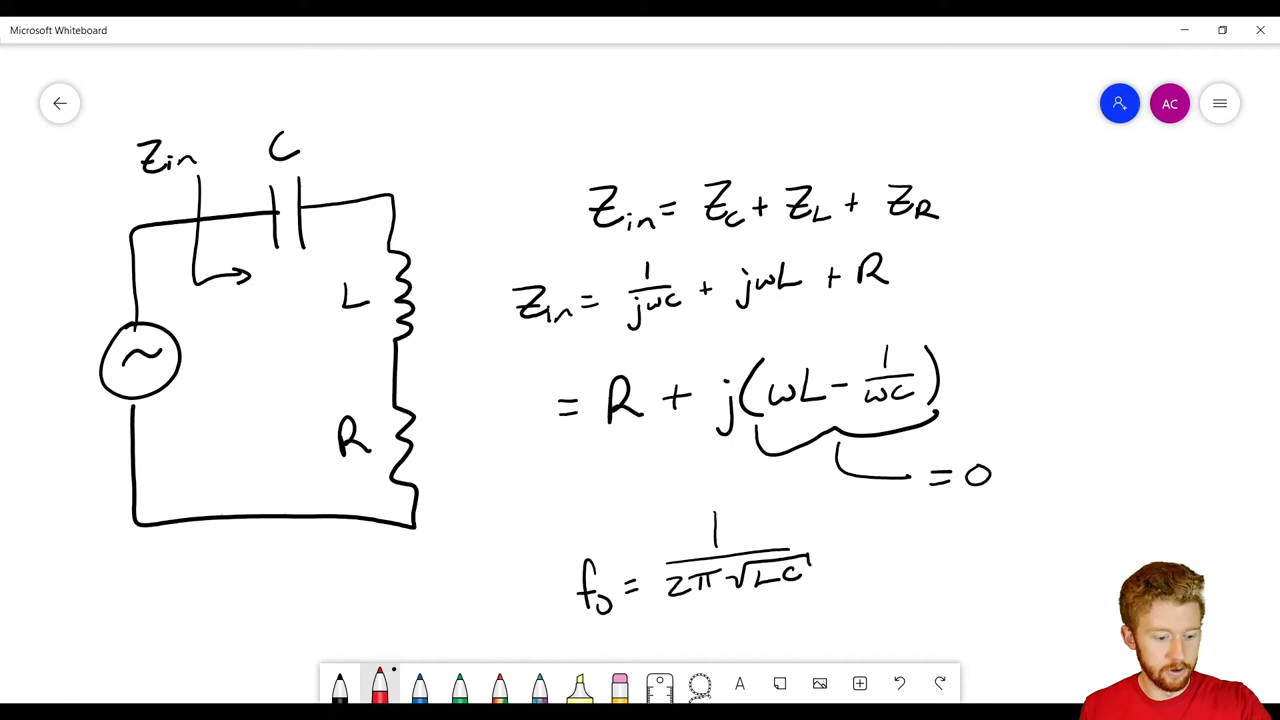 Microsoft Whiteboard
AC
Zin
C
L
R
~
Zin = ZC + ZL + ZR
Zin = 1/jωC + jωL + R
= R + j(ωL - 1/ωC)
= 0
f0 = 1/2π√LC
A